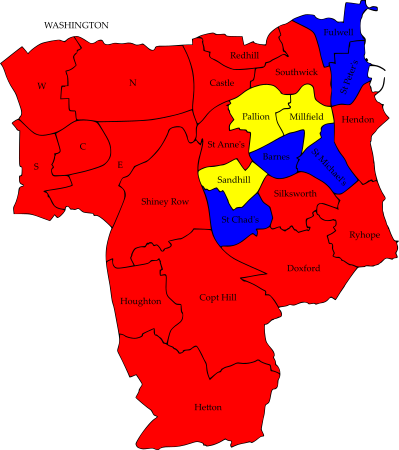 WASHINGTON
Fulwell
Redhill
St Peter's
Southwick
W
N
Castle
Pallion
Millfield
Hendon
C
St Anne's
S
E
Barnes
St Michael's
Sandhill
Silksworth
Shiney Row
St Chad's
Ryhope
Doxford
Houghton
Copt Hill
Hetton